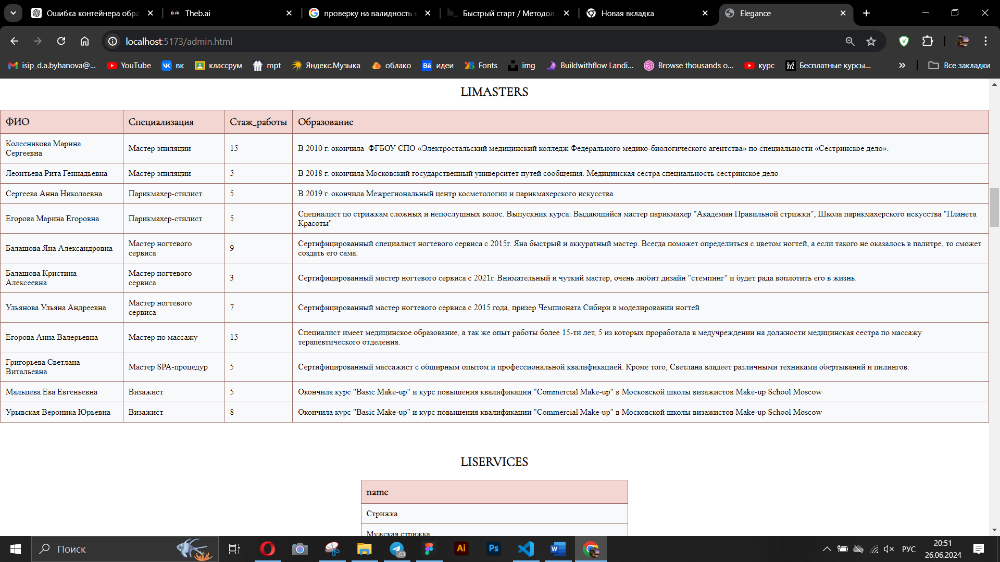 Ошибка контейнера обра
Theb.ai
проверку на валидность к
Быстрый старт / Методол
Новая вкладка
Elegance
localhost:5173/admin.html
isip_d.a.byhanova@...
YouTube
вк
классрум
mpt
Яндекс.Музыка
облако
идеи
Fonts
img
Buildwithflow Landi...
Browse thousands o...
курс
Бесплатные курсы...
Все закладки
LIMASTERS
ФИО Специализация Стаж_работы Образование
Колесникова Марина
Сергеевна
Мастер эпиляции
15
В 2010 г. окончила  ФГБОУ СПО «Электростальский медицинский колледж Федерального медико-биологического агентства» по специальности «Сестринское дело».
Леонтьева Рита Геннадьевна
Мастер эпиляции
5
В 2018 г. окончила Московский государственный университет путей сообщения. Медицинская сестра специальность сестринское дело
Сергеева Анна Николаевна
Парикмахер-стилист
5
В 2019 г. окончила Межрегиональный центр косметологии и парикмахерского искусства.
Егорова Марина Егоровна
Парикмахер-стилист
5
Специалист по стрижкам сложных и непослушных волос. Выпускник курса: Выдающийся мастер парикмахер "Академии Правильной стрижки", Школа парикмахерского искусства "Планета
Красоты"
Балашова Яна Александровна
Мастер ногтевого
сервиса
9
Сертифицированный специалист ногтевого сервиса с 2015г. Яна быстрый и аккуратный мастер. Всегда поможет определиться с цветом ногтей, а если такого не оказалось в палитре, то сможет
создать его сама.
Балашова Кристина
Алексеевна
Мастер ногтевого
сервиса
3
Сертифицированный мастер ногтевого сервиса с 2021г. Внимательный и чуткий мастер, очень любит дизайн "стемпинг" и будет рада воплотить его в жизнь.
Ульянова Ульяна Андреевна
Мастер ногтевого
сервиса
7
Сертифицированный мастер ногтевого сервиса с 2015 года, призер Чемпионата Сибири в моделировании ногтей
Егорова Анна Валерьевна
Мастер по массажу
15
Специалист имеет медицинское образование, а так же опыт работы более 15-ти лет, 5 из которых проработала в медучреждении на должности медицинская сестра по массажу
терапевтического отделения.
Григорьева Светлана
Витальевна
Мастер SPA-процедур
5
Сертифицированный массажист с обширным опытом и профессиональной квалификацией. Кроме того, Светлана владеет различными техниками обертываний и пилингов.
Мальцева Ева Евгеньевна
Визажист
5
Окончила курс "Basic Make-up" и курс повышения квалификации "Commercial Make-up" в Московской школы визажистов Make-up School Moscow
Урывская Вероника Юрьевна
Визажист
8
Окончила курс "Basic Make-up" и курс повышения квалификации "Commercial Make-up" в Московской школы визажистов Make-up School Moscow
LISERVICES
name
Стрижка
Мужская стрижка
Поиск
РУС
20:51
26.06.2024